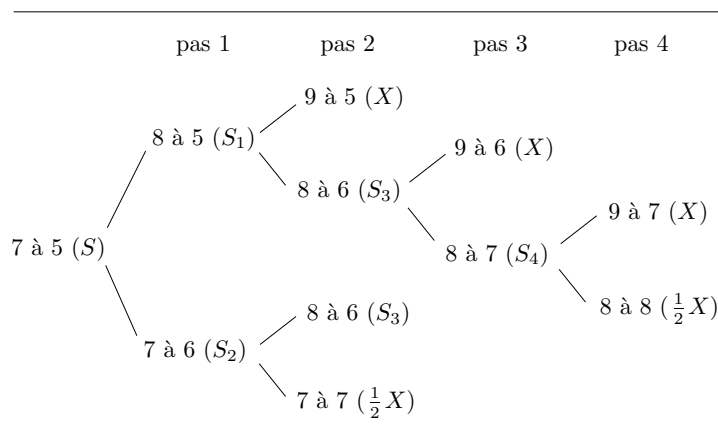 pas 1 pas 2 pas 3 pas 4
9 à 5 (X)
8 à 5 (S₁)
9 à 6 (X)
8 à 6 (S₃)
9 à 7 (X)
7 à 5 (S)
8 à 7 (S₄)
8 à 8 (½X)
8 à 6 (S₃)
7 à 6 (S₂)
7 à 7 (½X)